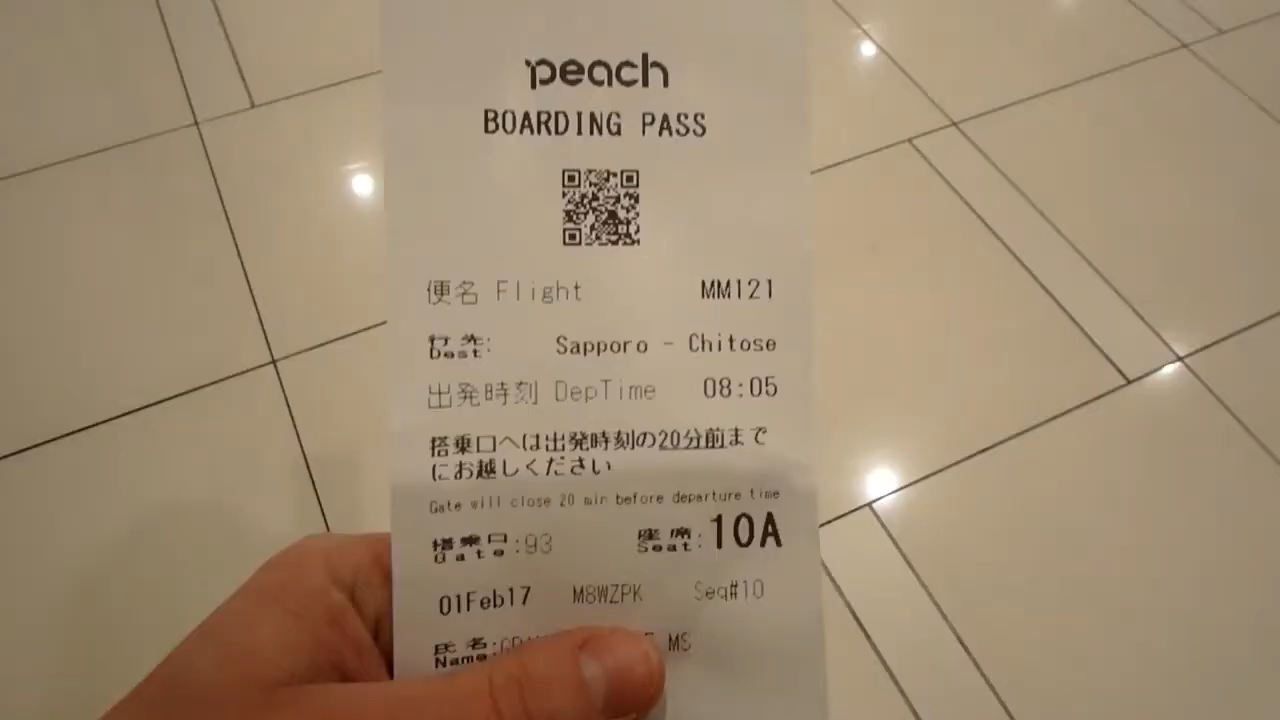 peach
BOARDING PASS
便名 Flight MM121
行先: Dest: Sapporo - Chitose
出発時刻 DepTime 08:05
搭乗口へは出発時刻の20分前まで
にお越しください
Gate will close 20 min before departure time
搭乗口 Gate:93 座席 Seat: 10A
01Feb17 M8WZPK Seq#10
氏名: Name: MS